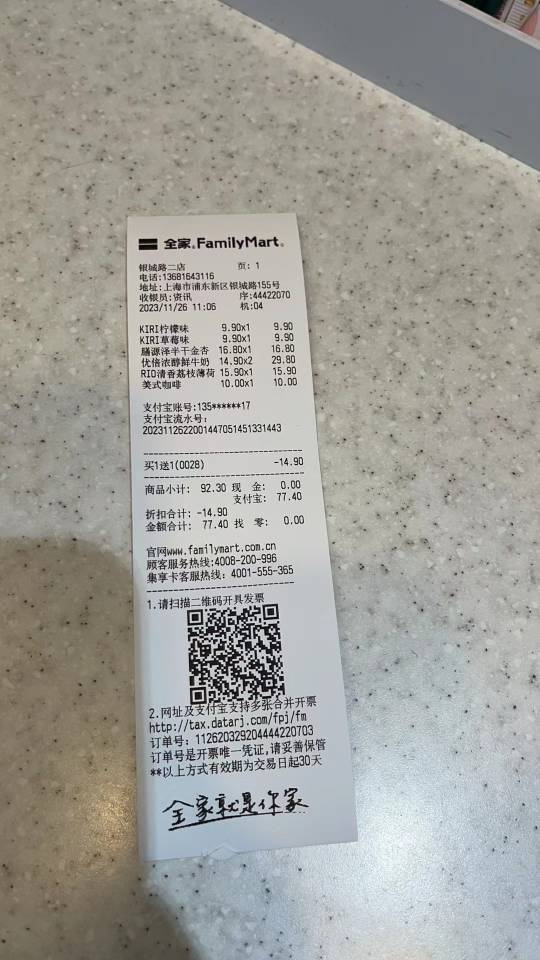 全家®FamilyMart®
银城路二店 页: 1
电话:13681643116
地址:上海市浦东新区银城路155号
收银员:资讯 序:44422070
2023/11/26 11:06 机:04
KIRI柠檬味 9.90x1 9.90
KIRI草莓味 9.90x1 9.90
膳源泽半干金杏 16.80x1 16.80
优倍浓醇鲜牛奶 14.90x2 29.80
RIO清香荔枝薄荷 15.90x1 15.90
美式咖啡 10.00x1 10.00
支付宝账号:135******17
支付宝流水号:
2023112622001447051451331443
买1送1(0028) -14.90
商品小计: 92.30 现 金: 0.00
支付宝: 77.40
折扣合计: -14.90
金额合计: 77.40 找 零: 0.00
官网www.familymart.com.cn
顾客服务热线:4008-200-996
集享卡客服热线: 4001-555-365
1.请扫描二维码开具发票
2.网址及支付宝支持多张合并开票
http://tax.datarj.com/fpj/fm
订单号: 112620329204444220703
订单号是开票唯一凭证,请妥善保管
**以上方式有效期为交易日起30天
全家就是你家